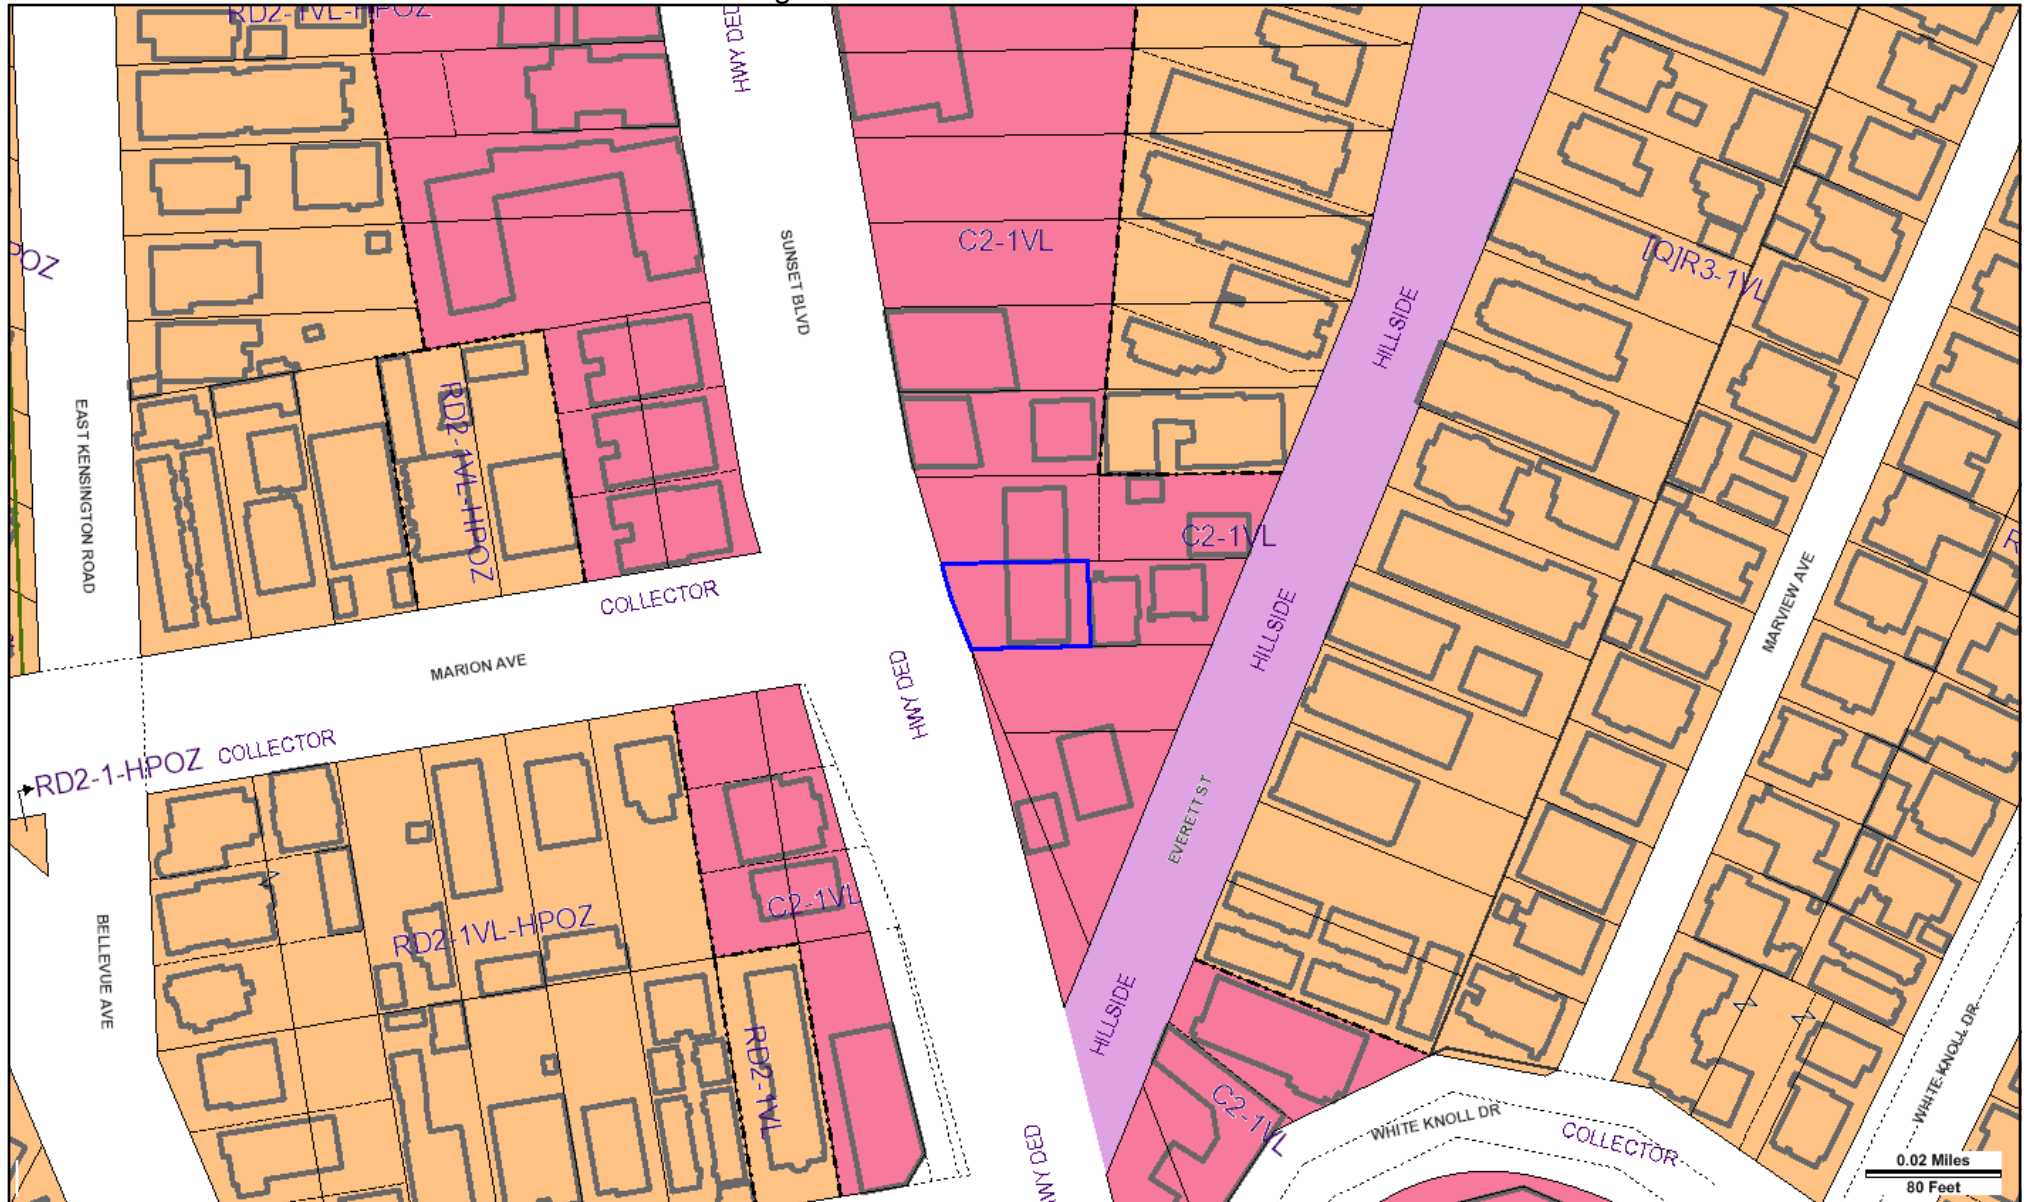 RD2-1VL-HPOZ
HWY DED
SUNSET BLVD
C2-1VL
[Q]R3-1VL
POZ
HILLSIDE
EAST KENSINGTON ROAD
RD2-1VL-HPOZ
C2-1VL
COLLECTOR
HILLSIDE
MARVIEW AVE
MARION AVE
HWY DED
COLLECTOR
RD2-1-HPOZ
EVERETT ST
C2-1VL
RD2-1VL-HPOZ
BELLEVUE AVE
HILLSIDE
RD2-1VL
C2-1VL
WHITE KNOLL DR
COLLECTOR
WHITE KNOLL DR
HWY DED
0.02 Miles
80 Feet